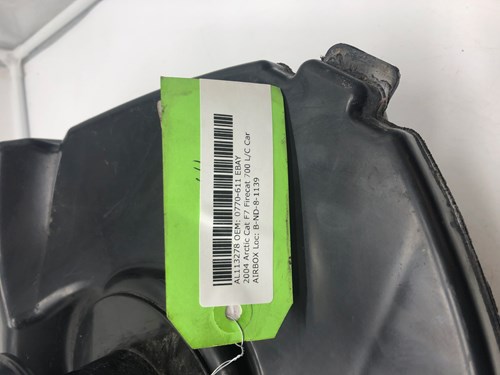 AL113278 OEM: 0770-611 EBAY
2004 Arctic Cat F7 Firecat 700 L/C Car
AIRBOX Loc: B-ND-8-1139